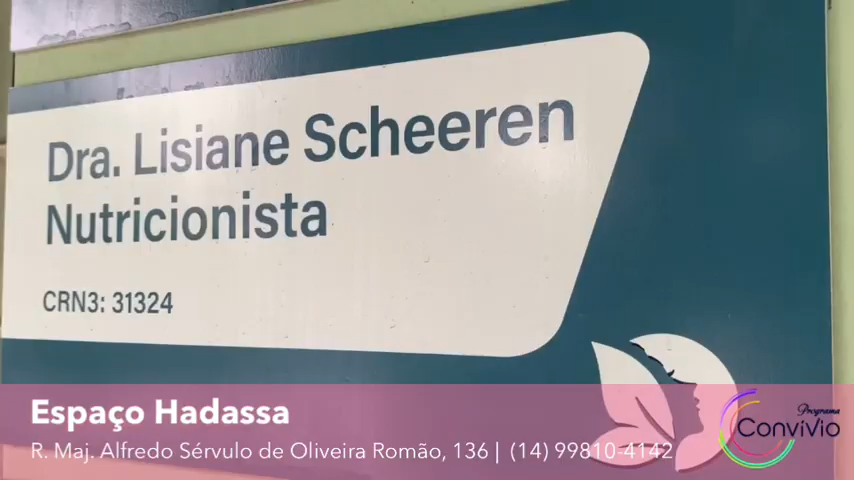 Dra. Lisiane Scheeren
Nutricionista
CRN3: 31324
Espaço Hadassa
R. Maj. Alfredo Sérvulo de Oliveira Romão, 136 | (14) 99810-4142
Programa
ConviVio